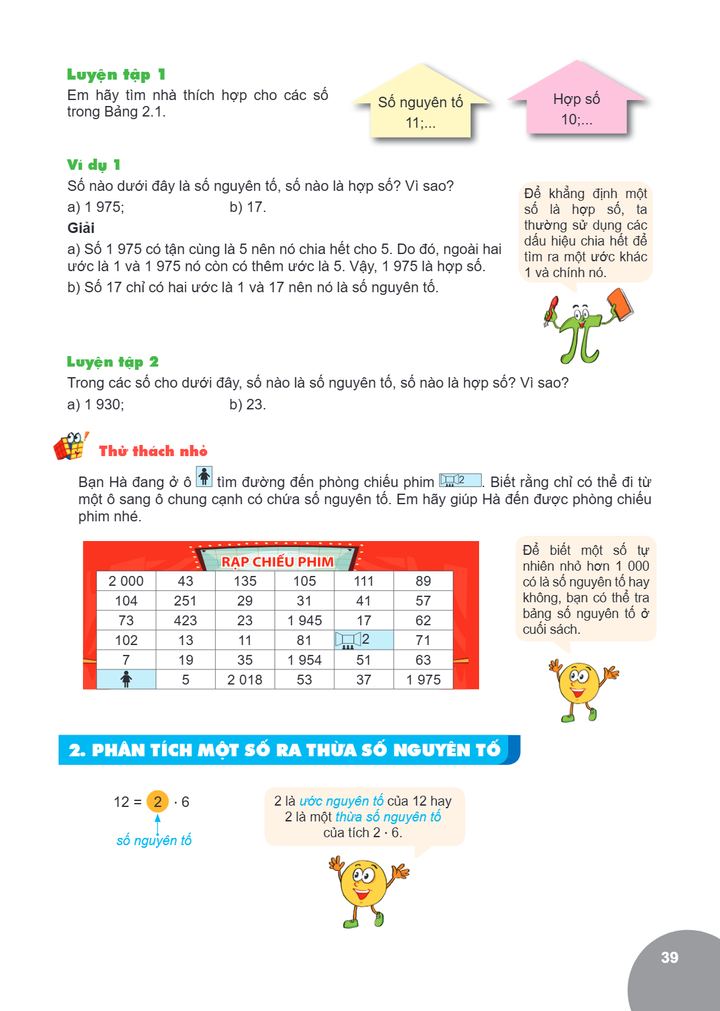 Luyện tập 1
Em hãy tìm nhà thích hợp cho các số
trong Bảng 2.1.
Số nguyên tố
11;...
Hợp số
10;...
Ví dụ 1
Số nào dưới đây là số nguyên tố, số nào là hợp số? Vì sao?
a) 1 975; b) 17.
Giải
a) Số 1 975 có tận cùng là 5 nên nó chia hết cho 5. Do đó, ngoài hai
ước là 1 và 1 975 nó còn có thêm ước là 5. Vậy, 1 975 là hợp số.
b) Số 17 chỉ có hai ước là 1 và 17 nên nó là số nguyên tố.
Để khẳng định một
số là hợp số, ta
thường sử dụng các
dấu hiệu chia hết để
tìm ra một ước khác
1 và chính nó.
Luyện tập 2
Trong các số cho dưới đây, số nào là số nguyên tố, số nào là hợp số? Vì sao?
a) 1 930; b) 23.
Thử thách nhỏ
Bạn Hà đang ở ô tìm đường đến phòng chiếu phim 2. Biết rằng chỉ có thể đi từ
một ô sang ô chung cạnh có chứa số nguyên tố. Em hãy giúp Hà đến được phòng chiếu
phim nhé.
RẠP CHIẾU PHIM
2 000 43 135 105 111 89
104 251 29 31 41 57
73 423 23 1 945 17 62
102 13 11 81 2 71
7 19 35 1 954 51 63
5 2 018 53 37 1 975
Để biết một số tự
nhiên nhỏ hơn 1 000
có là số nguyên tố hay
không, bạn có thể tra
bảng số nguyên tố ở
cuối sách.
2. PHÂN TÍCH MỘT SỐ RA THỪA SỐ NGUYÊN TỐ
12 = 2 · 6
số nguyên tố
2 là ước nguyên tố của 12 hay
2 là một thừa số nguyên tố
của tích 2 · 6.
39